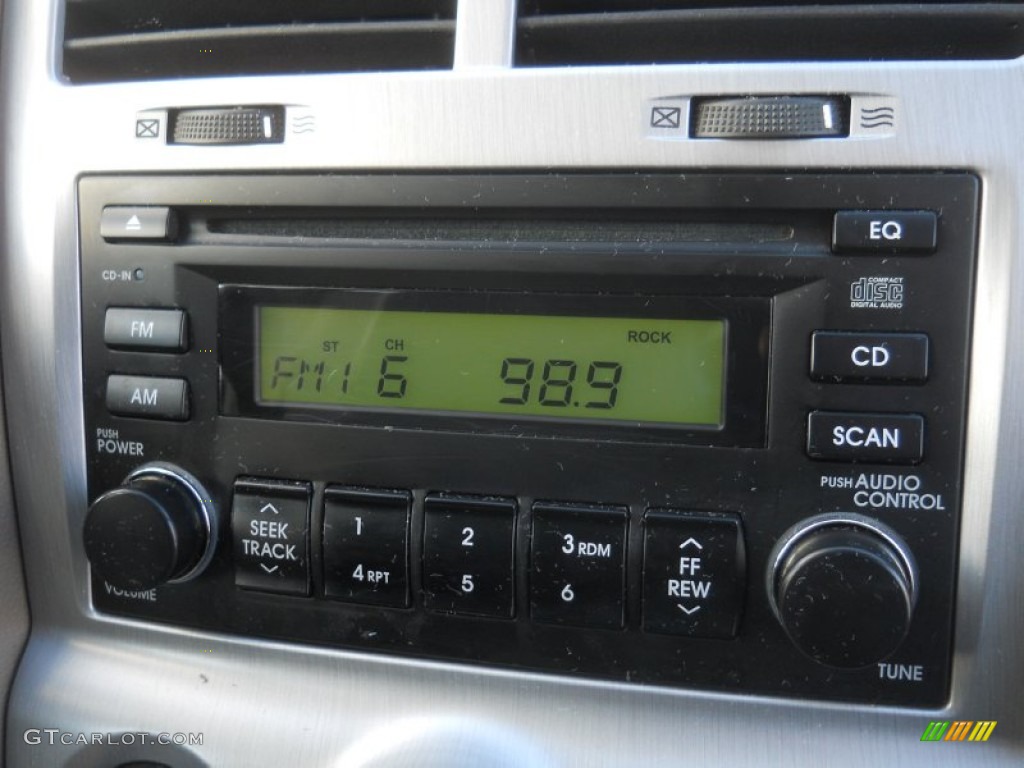 EQ
CD-IN
COMPACT
disc
DIGITAL AUDIO
FM
ST CH ROCK
FM1 6 98.9
CD
AM
SCAN
PUSH
POWER
PUSH AUDIO
CONTROL
SEEK
TRACK
1
4 RPT
2
5
3 RDM
6
FF
REW
VOLUME
TUNE
GTCARLOT.COM